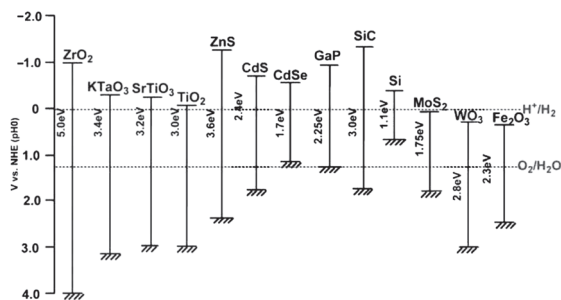 V vs. NHE (pH0)
−2.0
-1.0
0
1.0
2.0
3.0
4.0
ZrO2
5.0eV
KTaO3
3.4eV
SrTiO3
3.2eV
TiO2
3.0eV
ZnS
3.6eV
CdS
2.4eV
CdSe
1.7eV
GaP
2.25eV
SiC
3.0eV
Si
1.1eV
MoS2
1.75eV
WO3
2.8eV
Fe2O3
2.3eV
H+/H2
O2/H2O